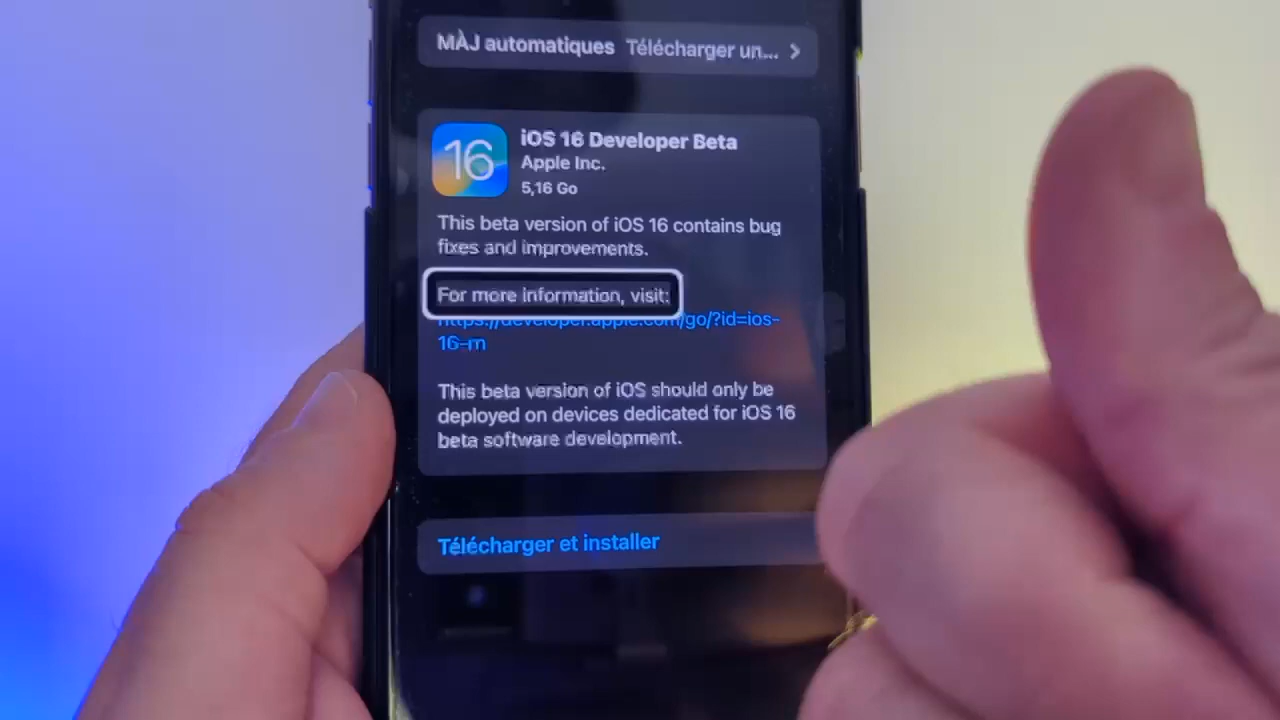 MÀJ automatiques Télécharger un...
16
iOS 16 Developer Beta
Apple Inc.
5,16 Go
This beta version of iOS 16 contains bug
fixes and improvements.
For more information, visit:
https://developer.apple.com/go/?id=ios-
16-m
This beta version of iOS should only be
deployed on devices dedicated for iOS 16
beta software development.
Télécharger et installer